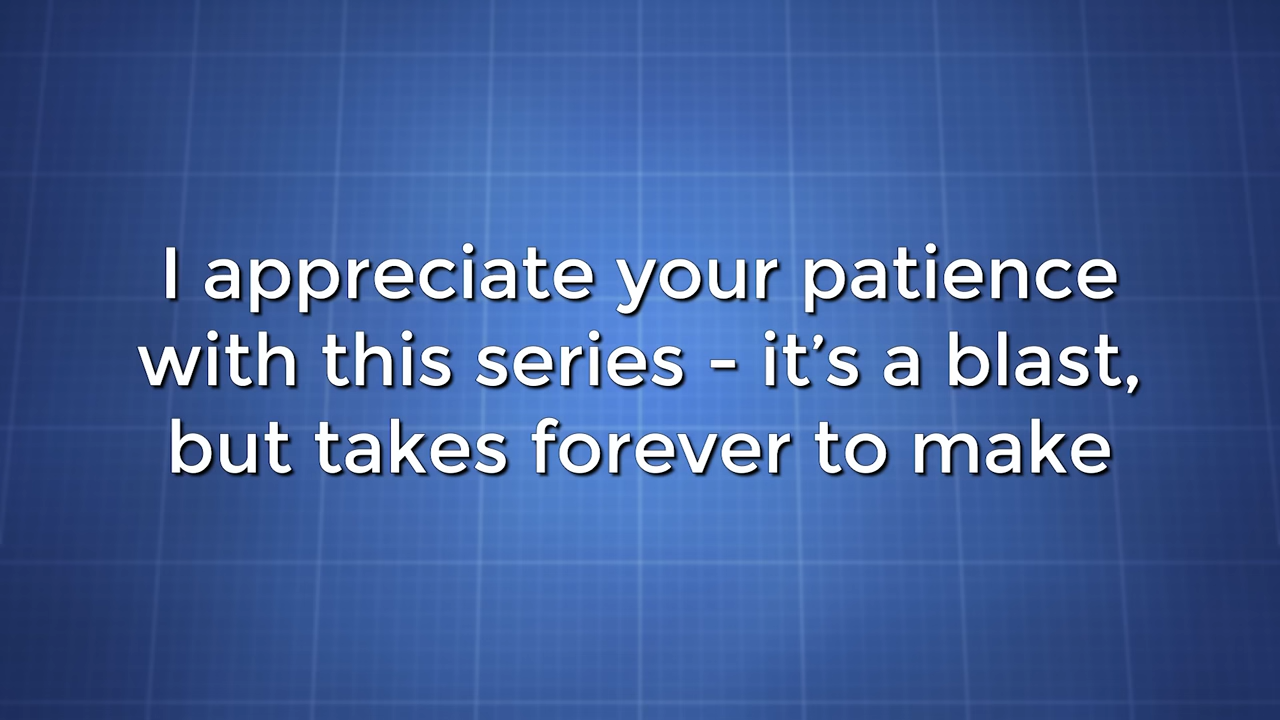 I appreciate your patience
with this series - it’s a blast,
but takes forever to make